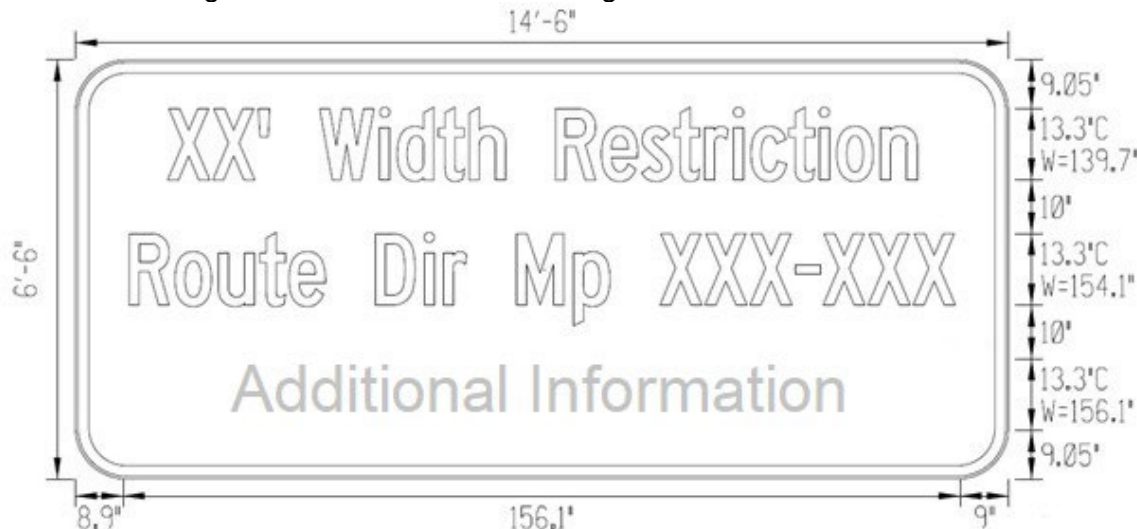 14'-6"
9.05"
XX' Width Restriction
13.3"C
W=139.7"
10"
6'-6"
Route Dir Mp XXX-XXX
13.3"C
W=154.1"
10"
Additional Information
13.3"C
W=156.1"
9.05"
8.9" 156.1" 9"